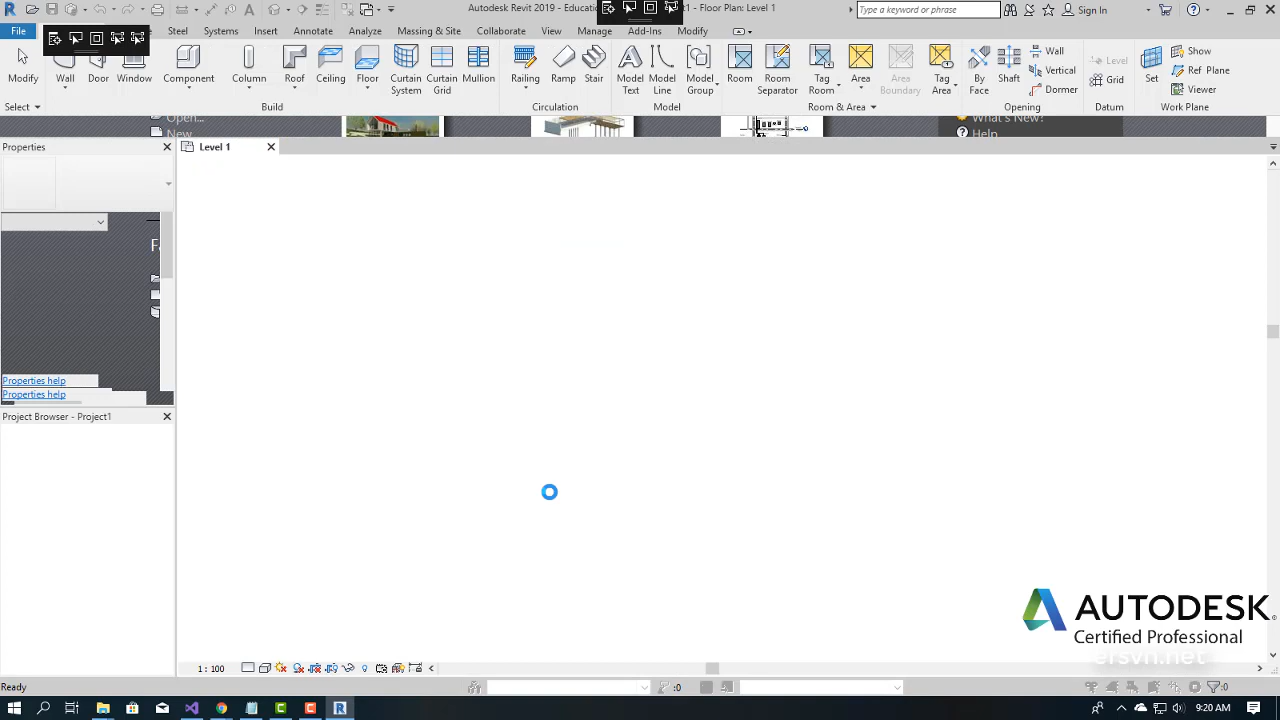 Autodesk Revit 2019 - Educa 1 - Floor Plan: Level 1
Type a keyword or phrase
Sign In
File
Steel Systems Insert Annotate Analyze Massing & Site Collaborate View Manage Add-Ins Modify
Modify Wall Door Window Component Column Roof Ceiling Floor Curtain System Curtain Grid Mullion Railing Ramp Stair Model Text Model Line Model Group Room Room Separator Tag Room Area Area Boundary Tag Area By Face Shaft Wall Vertical Dormer Level Grid Set Show Ref Plane Viewer
Select Build Circulation Model Room & Area Opening Datum Work Plane
Open...
New
What's New?
Help
Properties
Level 1
Fa
Properties help
Properties help
Project Browser - Project1
AUTODESK
Certified Professional
ersvn.net
1 : 100
Ready
:0
:0
9:20 AM